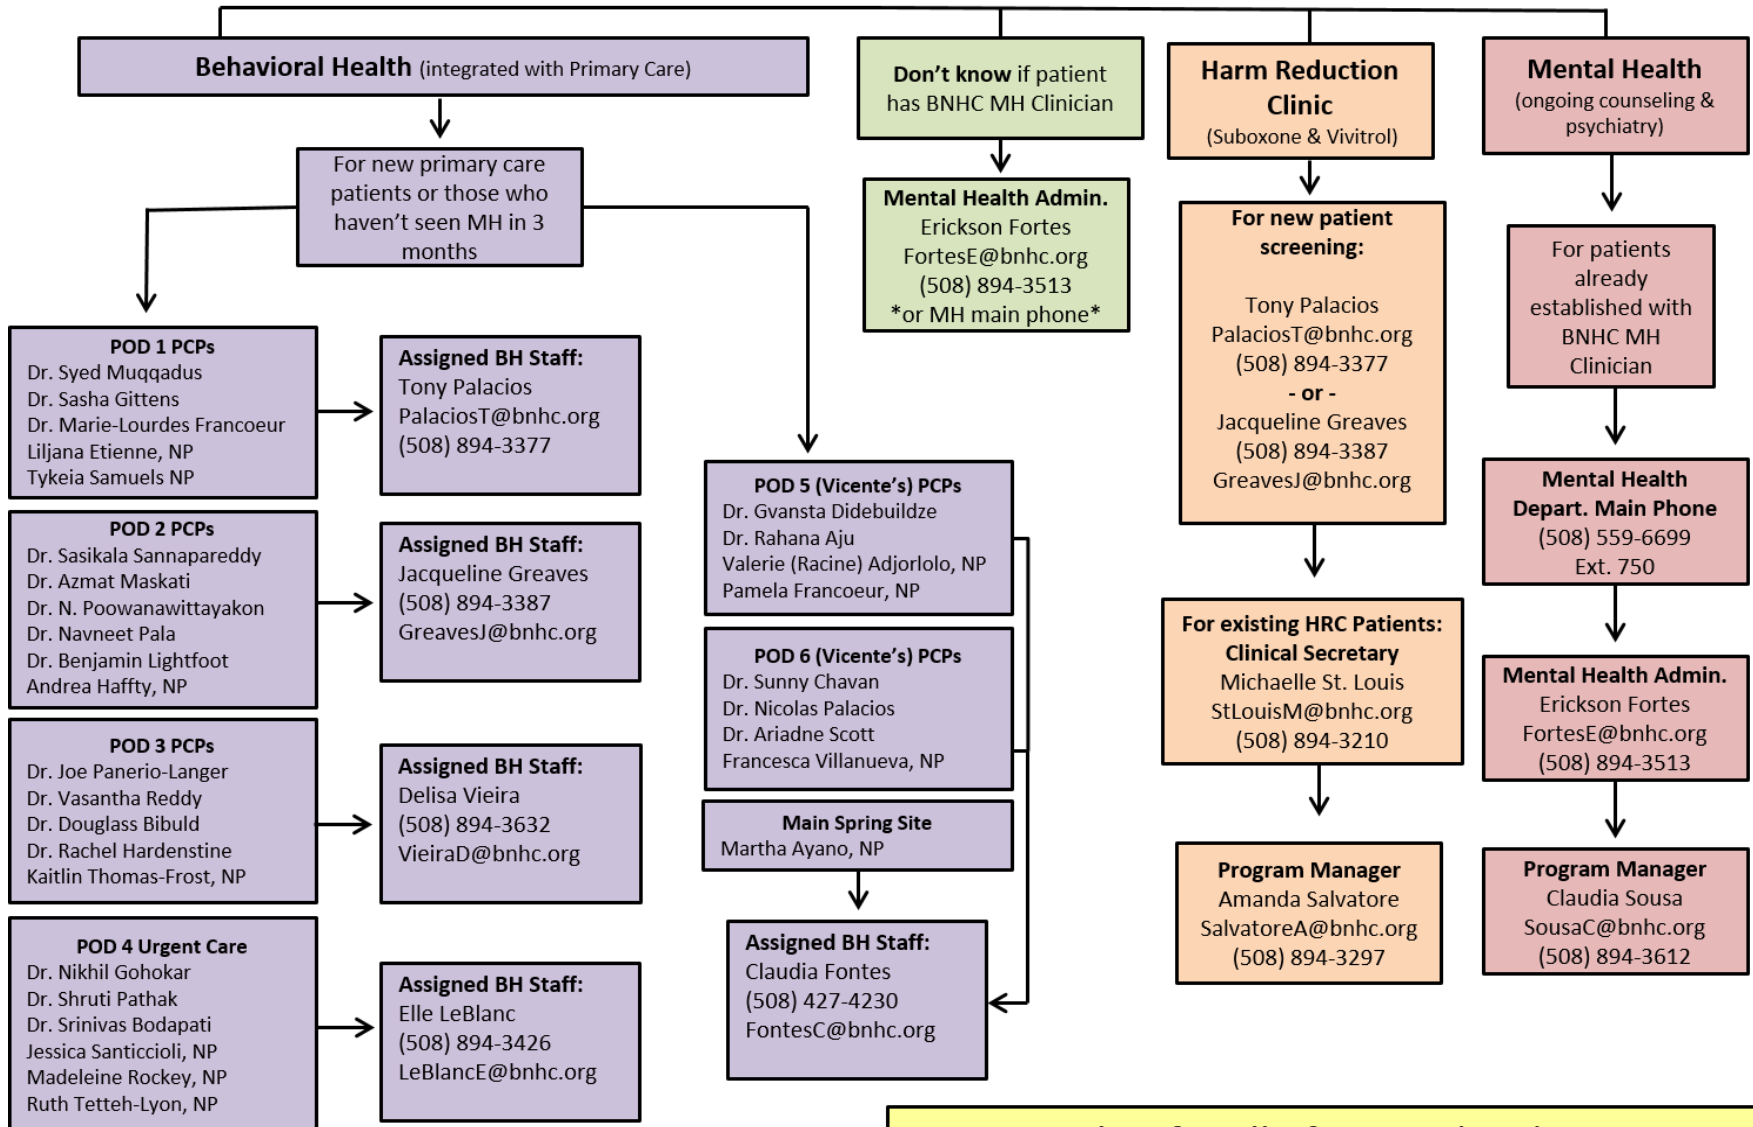 Behavioral Health (integrated with Primary Care)
For new primary care
patients or those who
haven't seen MH in 3
months
POD 1 PCPs
Dr. Syed Muqqadus
Dr. Sasha Gittens
Dr. Marie-Lourdes Francoeur
Liljana Etienne, NP
Tykeia Samuels NP
Assigned BH Staff:
Tony Palacios
PalaciosT@bnhc.org
(508) 894-3377
POD 2 PCPs
Dr. Sasikala Sannapareddy
Dr. Azmat Maskati
Dr. N. Poowanawittayakon
Dr. Navneet Pala
Dr. Benjamin Lightfoot
Andrea Haffty, NP
Assigned BH Staff:
Jacqueline Greaves
(508) 894-3387
GreavesJ@bnhc.org
POD 3 PCPs
Dr. Joe Panerio-Langer
Dr. Vasantha Reddy
Dr. Douglass Bibuld
Dr. Rachel Hardenstine
Kaitlin Thomas-Frost, NP
Assigned BH Staff:
Delisa Vieira
(508) 894-3632
VieiraD@bnhc.org
POD 4 Urgent Care
Dr. Nikhil Gohokar
Dr. Shruti Pathak
Dr. Srinivas Bodapati
Jessica Santiccioli, NP
Madeleine Rockey, NP
Ruth Tetteh-Lyon, NP
Assigned BH Staff:
Elle LeBlanc
(508) 894-3426
LeBlancE@bnhc.org
POD 5 (Vicente's) PCPs
Dr. Gvansta Didebuildze
Dr. Rahana Aju
Valerie (Racine) Adjorlolo, NP
Pamela Francoeur, NP
POD 6 (Vicente's) PCPs
Dr. Sunny Chavan
Dr. Nicolas Palacios
Dr. Ariadne Scott
Francesca Villanueva, NP
Main Spring Site
Martha Ayano, NP
Assigned BH Staff:
Claudia Fontes
(508) 427-4230
FontesC@bnhc.org
Don't know if patient
has BNHC MH Clinician
Mental Health Admin.
Erickson Fortes
FortesE@bnhc.org
(508) 894-3513
*or MH main phone*
Harm Reduction
Clinic
(Suboxone & Vivitrol)
For new patient
screening:
Tony Palacios
PalaciosT@bnhc.org
(508) 894-3377
- or -
Jacqueline Greaves
(508) 894-3387
GreavesJ@bnhc.org
For existing HRC Patients:
Clinical Secretary
Michaelle St. Louis
StLouisM@bnhc.org
(508) 894-3210
Program Manager
Amanda Salvatore
SalvatoreA@bnhc.org
(508) 894-3297
Mental Health
(ongoing counseling &
psychiatry)
For patients
already
established with
BNHC MH
Clinician
Mental Health
Depart. Main Phone
(508) 559-6699
Ext. 750
Mental Health Admin.
Erickson Fortes
FortesE@bnhc.org
(508) 894-3513
Program Manager
Claudia Sousa
SousaC@bnhc.org
(508) 894-3612